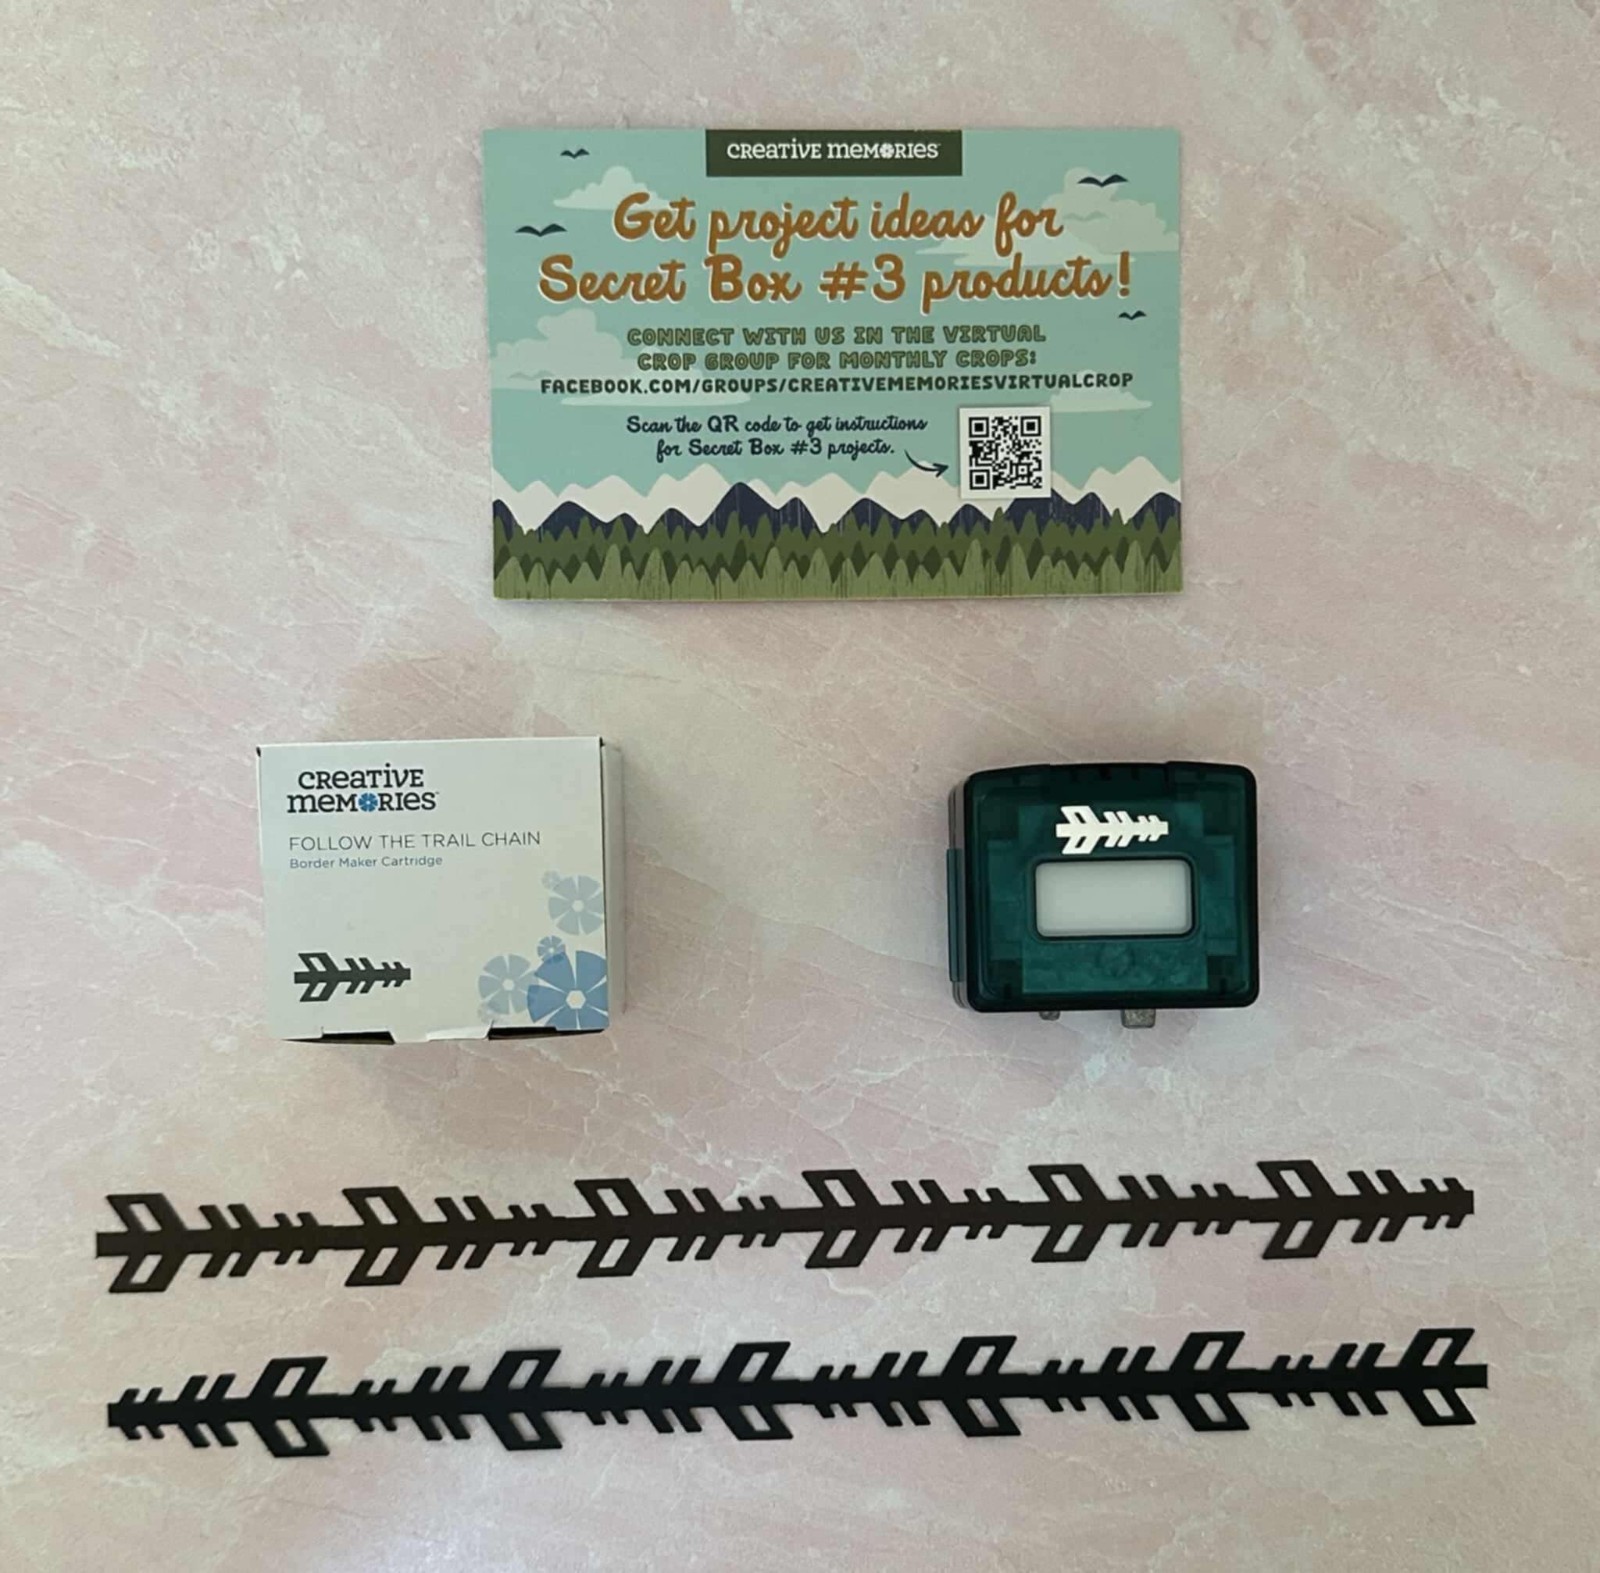 CREATIVE MEMORIES
Get project ideas for
Secret Box #3 products!
CONNECT WITH US IN THE VIRTUAL
CROP GROUP FOR MONTHLY CROPS:
FACEBOOK.COM/GROUPS/CREATIVEMEMORIESVIRTUALCROP
Scan the QR code to get instructions
for Secret Box #3 projects.
CREATIVE
MEMORIES
FOLLOW THE TRAIL CHAIN
Border Maker Cartridge